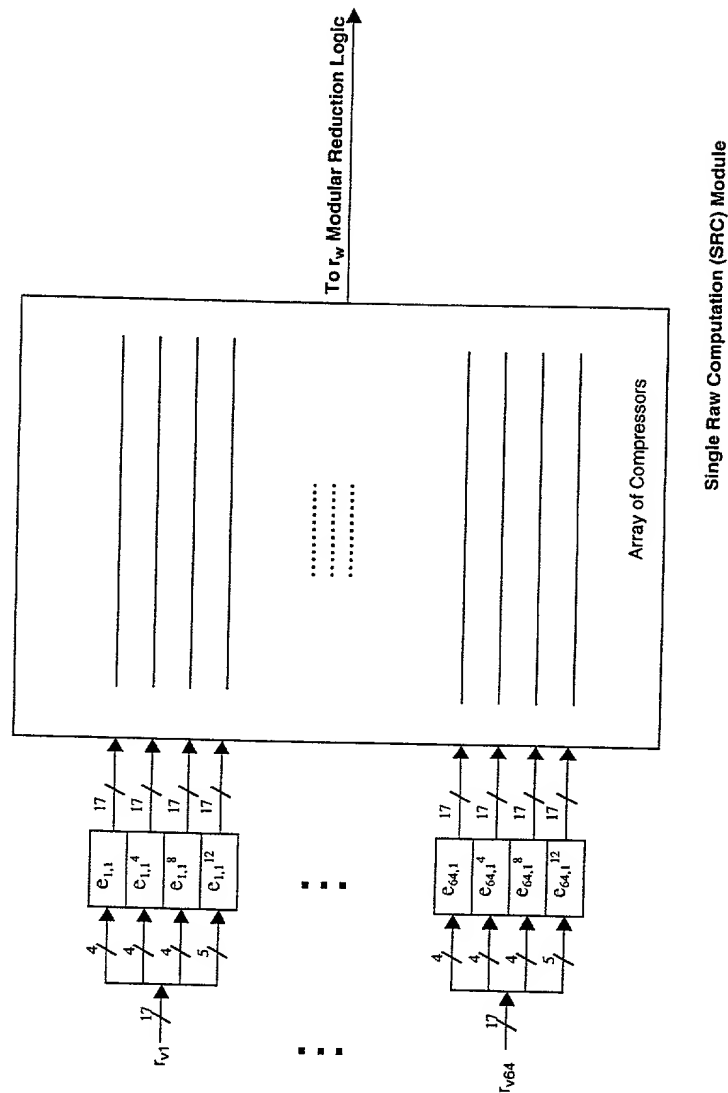 r_v1
17
4
4
4
5
e_1,1
e_1,1^4
e_1,1^8
e_1,1^12
17
17
17
17
r_v64
17
4
4
4
5
e_64,1
e_64,1^4
e_64,1^8
e_64,1^12
17
17
17
17
Array of Compressors
To r_w Modular Reduction Logic
Single Raw Computation (SRC) Module